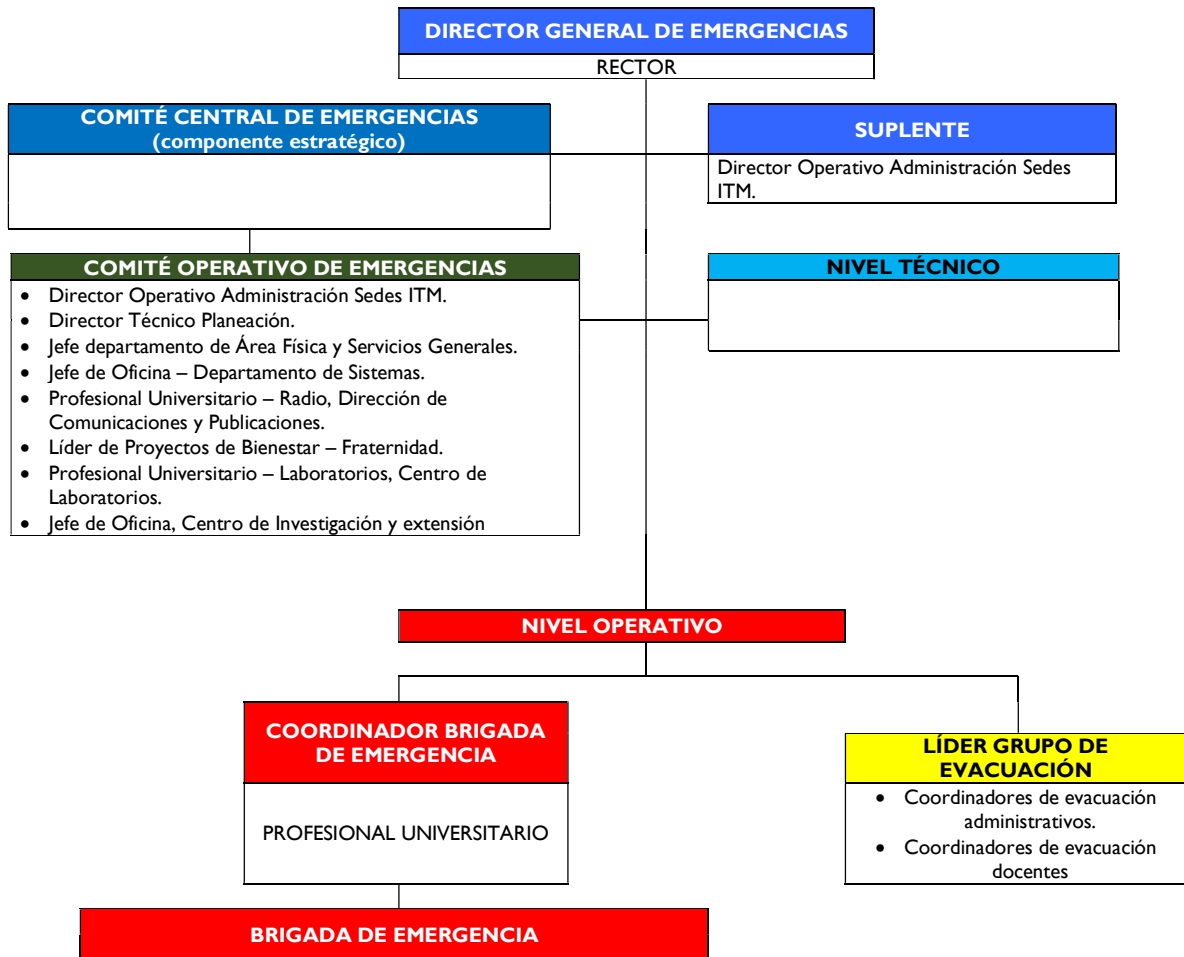 DIRECTOR GENERAL DE EMERGENCIAS
RECTOR
COMITÉ CENTRAL DE EMERGENCIAS
(componente estratégico)
SUPLENTE
Director Operativo Administración Sedes
ITM.
COMITÉ OPERATIVO DE EMERGENCIAS
• Director Operativo Administración Sedes ITM.
• Director Técnico Planeación.
• Jefe departamento de Área Física y Servicios Generales.
• Jefe de Oficina – Departamento de Sistemas.
• Profesional Universitario – Radio, Dirección de
Comunicaciones y Publicaciones.
• Líder de Proyectos de Bienestar – Fraternidad.
• Profesional Universitario – Laboratorios, Centro de
Laboratorios.
• Jefe de Oficina, Centro de Investigación y extensión
NIVEL TÉCNICO
NIVEL OPERATIVO
COORDINADOR BRIGADA
DE EMERGENCIA
PROFESIONAL UNIVERSITARIO
LÍDER GRUPO DE
EVACUACIÓN
• Coordinadores de evacuación
administrativos.
• Coordinadores de evacuación
docentes
BRIGADA DE EMERGENCIA